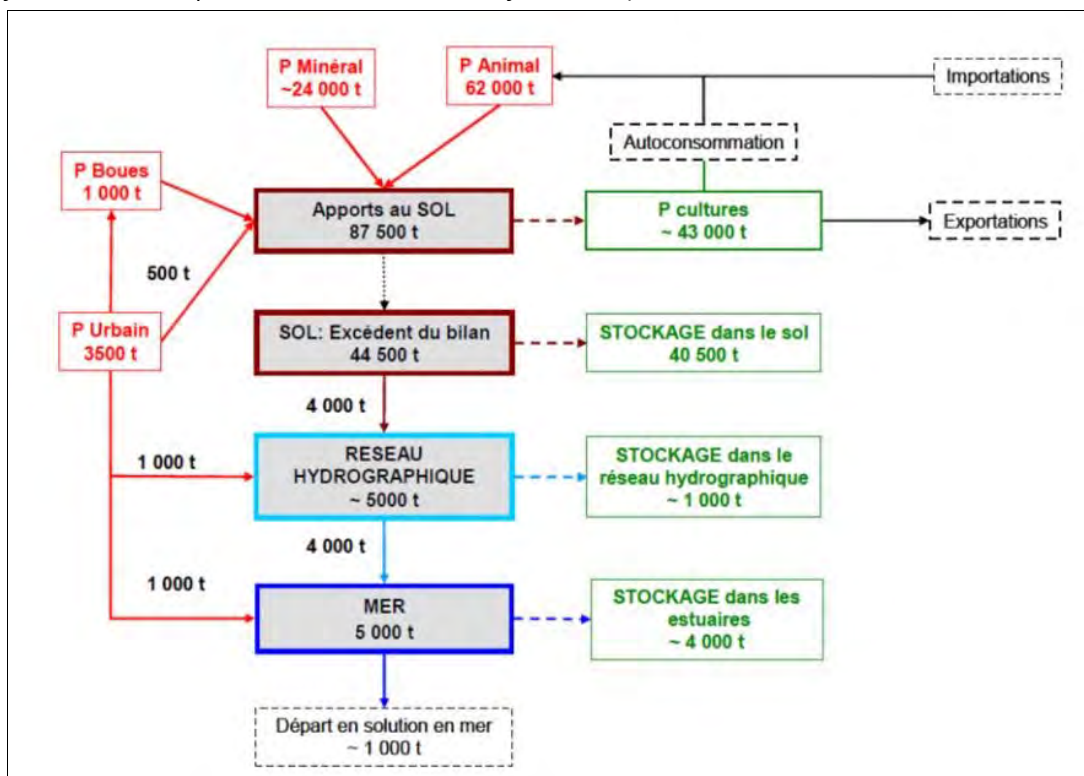 P Minéral
~24 000 t
P Animal
62 000 t
Importations
Autoconsommation
P Boues
1 000 t
Apports au SOL
87 500 t
P cultures
~ 43 000 t
Exportations
500 t
P Urbain
3500 t
SOL: Excédent du bilan
44 500 t
STOCKAGE dans le sol
40 500 t
4 000 t
1 000 t
RESEAU
HYDROGRAPHIQUE
~ 5000 t
STOCKAGE dans le
réseau hydrographique
~ 1 000 t
4 000 t
1 000 t
MER
5 000 t
STOCKAGE dans les
estuaires
~ 4 000 t
Départ en solution en mer
~ 1 000 t